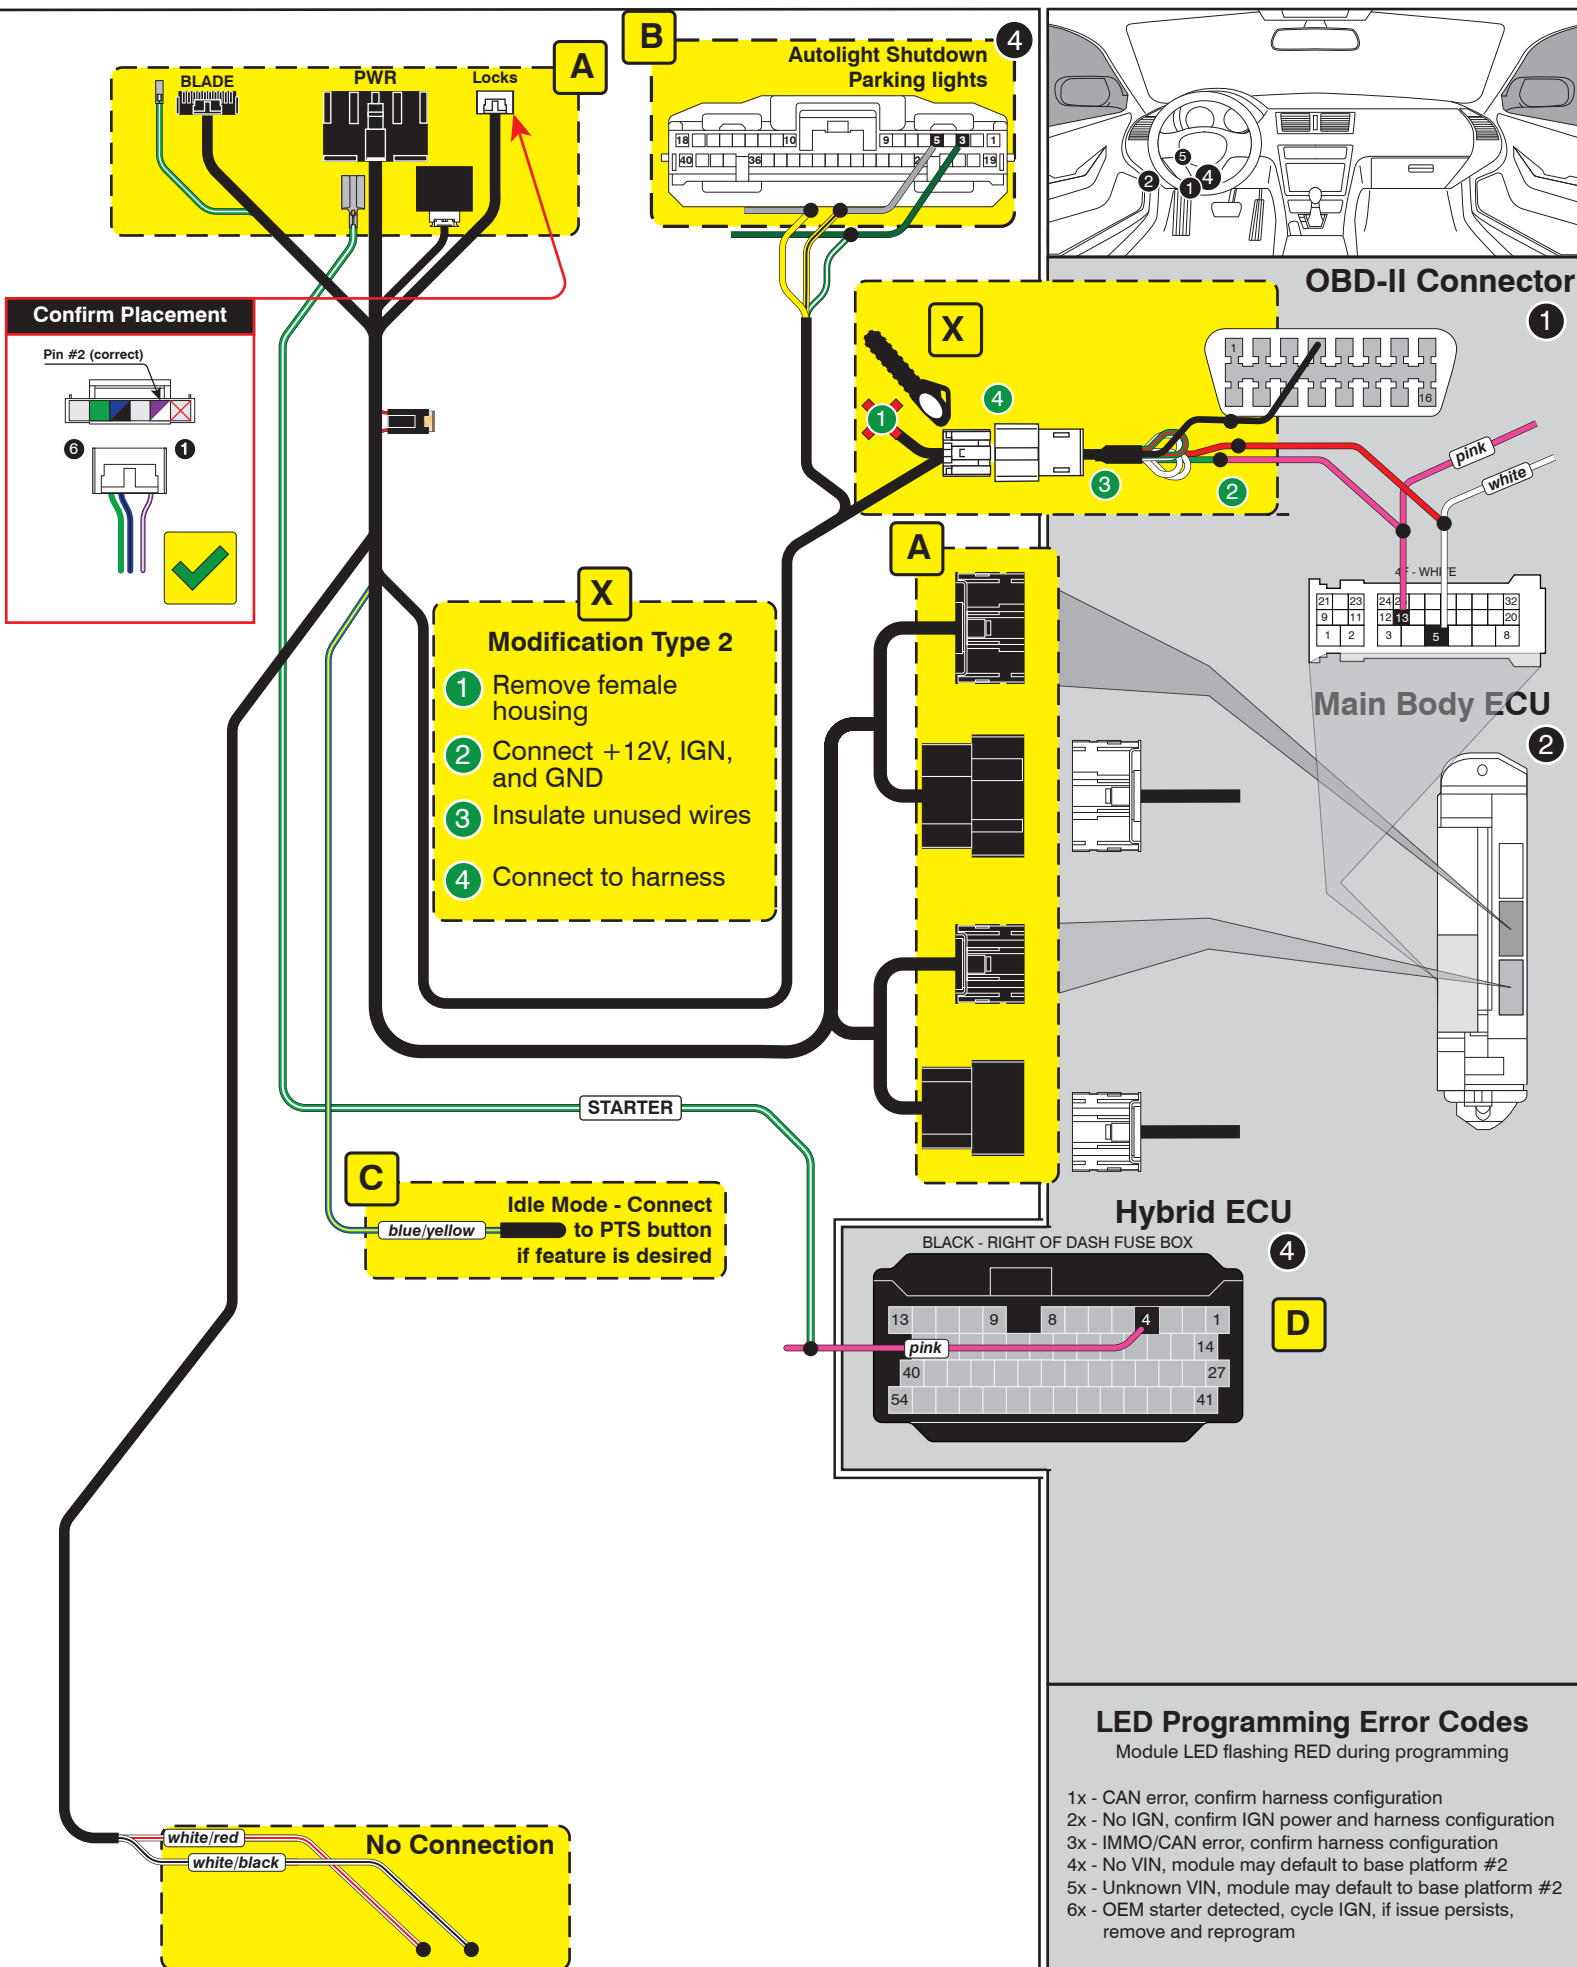 A
BLADE
PWR
Locks
B
4
Autolight Shutdown
Parking lights
18
10
9
5
3
1
40
36
19
5
2
1
4
Confirm Placement
Pin #2 (correct)
6
1
X
1
4
3
2
OBD-II Connector
1
1
16
pink
white
21
23
24
32
9
11
12
13
20
1
2
3
5
8
Main Body ECU
2
A
X
Modification Type 2
1 Remove female
housing
2 Connect +12V, IGN,
and GND
3 Insulate unused wires
4 Connect to harness
STARTER
C
Idle Mode - Connect
blue/yellow
to PTS button
if feature is desired
Hybrid ECU
BLACK - RIGHT OF DASH FUSE BOX
4
D
13
9
8
4
1
pink
14
40
27
54
41
LED Programming Error Codes
Module LED flashing RED during programming
1x - CAN error, confirm harness configuration
2x - No IGN, confirm IGN power and harness configuration
3x - IMMO/CAN error, confirm harness configuration
4x - No VIN, module may default to base platform #2
5x - Unknown VIN, module may default to base platform #2
6x - OEM starter detected, cycle IGN, if issue persists,
remove and reprogram
white/red
No Connection
white/black